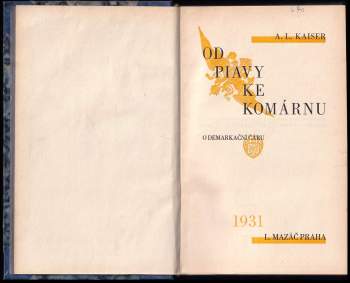 A. L. KAISER
OD
PIAVY
KE
KOMÁRNU
O DEMARKAČNÍ ČÁRU
1931
L. MAZÁČ PRAHA